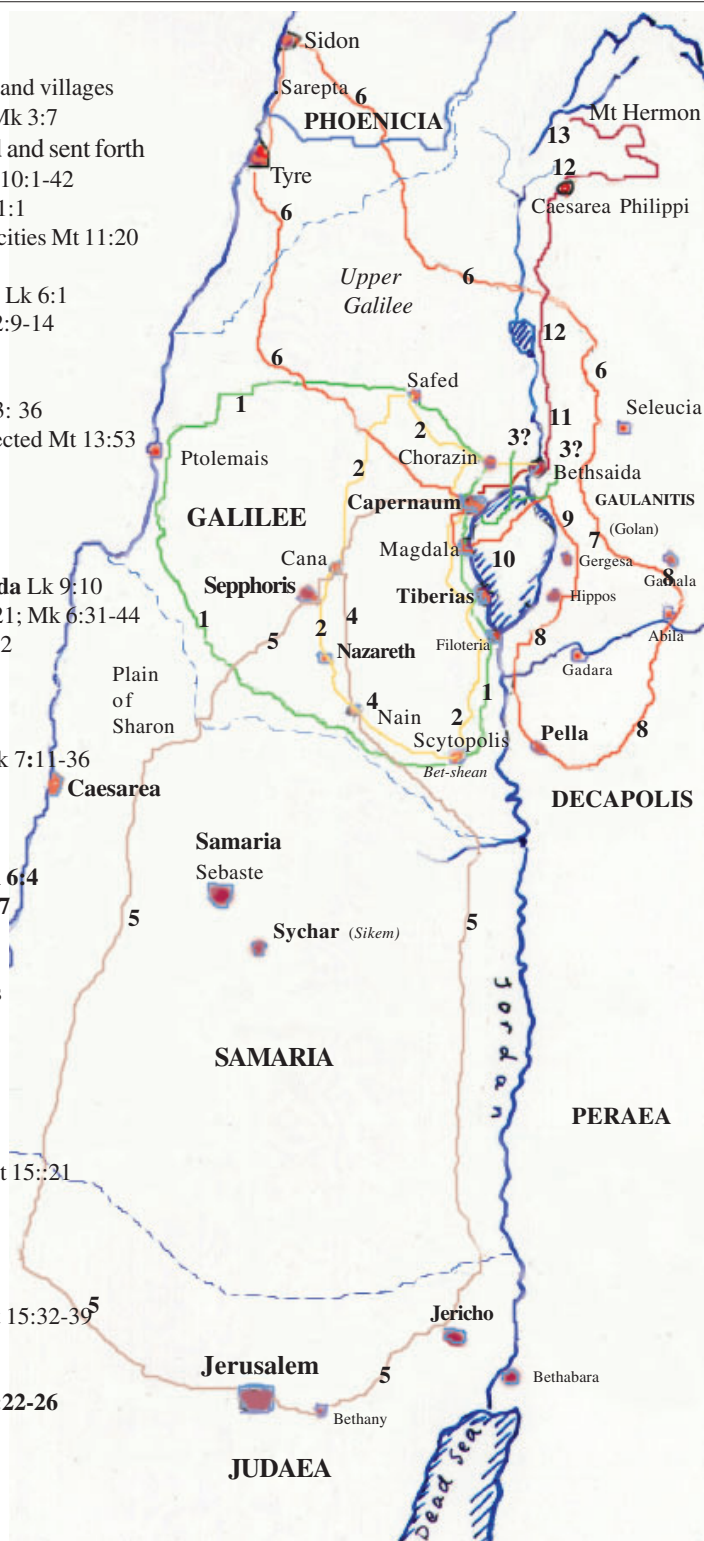 Sidon
and villages
Sarepta
6
Mk 3:7
PHOENICIA
Mt Hermon
13
and sent forth
12
10:1-42
Tyre
Caesarea Philippi
1:1
6
cities Mt 11:20
Upper
6
Galilee
Lk 6:1
2:9-14
12
6
6
Safed
3: 36
1
11
Seleucia
ected Mt 13:53
2
3?
3?
Ptolemais
2
Chorazin
Bethsaida
Capernaum
GAULANITIS
GALILEE
9
(Golan)
7
Magdala
10
Cana
Gergesa
8
Gamala
da Lk 9:10
Sepphoris
Tiberias
Hippos
21; Mk 6:31-44
1
4
Abila
2
5
2
Filoteria
8
Nazareth
Gadara
Plain
of
Sharon
1
4
Nain
2
8
Scytopolis
Pella
k 7:11-36
Bet-shean
Caesarea
DECAPOLIS
Samaria
6:4
Sebaste
7
5
5
Sychar (Sikem)
s
Jordan
SAMARIA
PERAEA
t 15::21
5
15:32-39
Jericho
Jerusalem
5
Bethabara
:22-26
Bethany
JUDAEA
Dead Sea